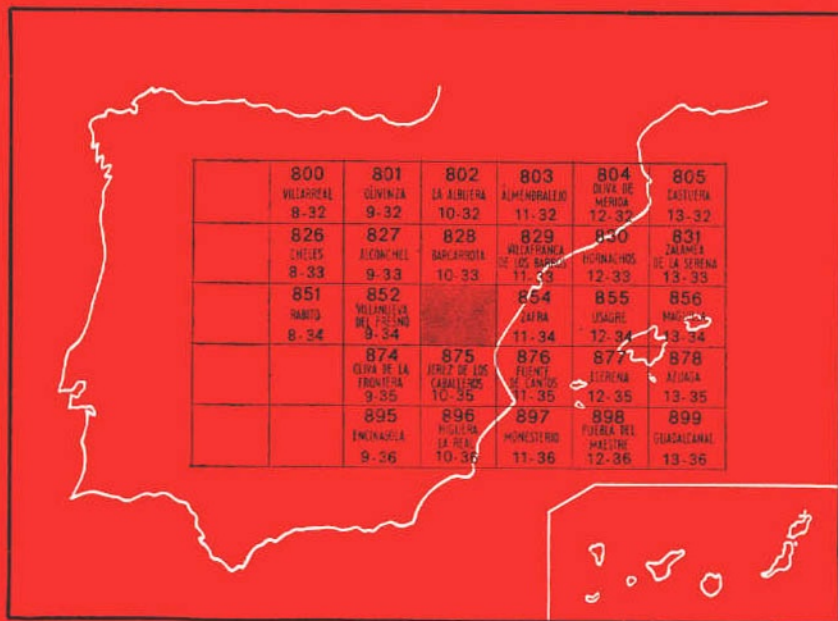 800 801 802 803 804 805
VILLARREAL OLIVENZA LA ALBUERA ALMENDRALEJO OLIVA DE MERIDA CASTUERA
8-32 9-32 10-32 11-32 12-32 13-32
826 827 828 829 830 831
CHELES ALCONCHEL BARCARROTA VILLAFRANCA DE LOS BARROS HORNACHOS ZALAMEA DE LA SERENA
8-33 9-33 10-33 11-33 12-33 13-33
851 852 854 855 856
RABITO VILLANUEVA DEL FRESNO ZAFRA USAGRE
8-34 9-34 11-34 12-34 13-34
874 875 876 877 878
OLIVA DE LA FRONTERA JEREZ DE LOS CABALLEROS FUENTE DE CANTOS LLERENA AZUAGA
9-35 10-35 11-35 12-35 13-35
895 896 897 898 899
ENCINASOLA HIGUERA LA REAL MONESTERIO PUEBLA DEL MAESTRE GUADALCANAL
9-36 10-36 11-36 12-36 13-36